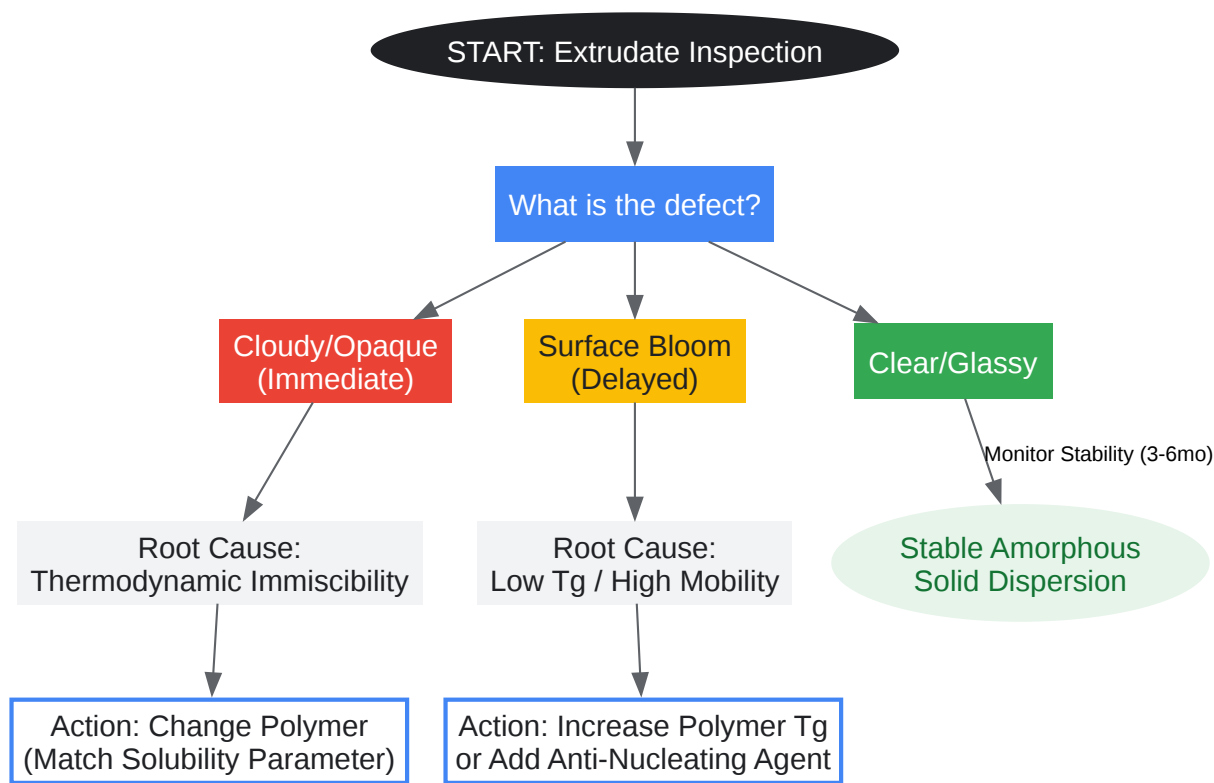 START: Extrudate Inspection
What is the defect?
Cloudy/Opaque
(Immediate)
Surface Bloom
(Delayed)
Clear/Glassy
Monitor Stability (3-6mo)
Root Cause:
Thermodynamic Immiscibility
Root Cause:
Low Tg / High Mobility
Stable Amorphous
Solid Dispersion
Action: Change Polymer
(Match Solubility Parameter)
Action: Increase Polymer Tg
or Add Anti-Nucleating Agent